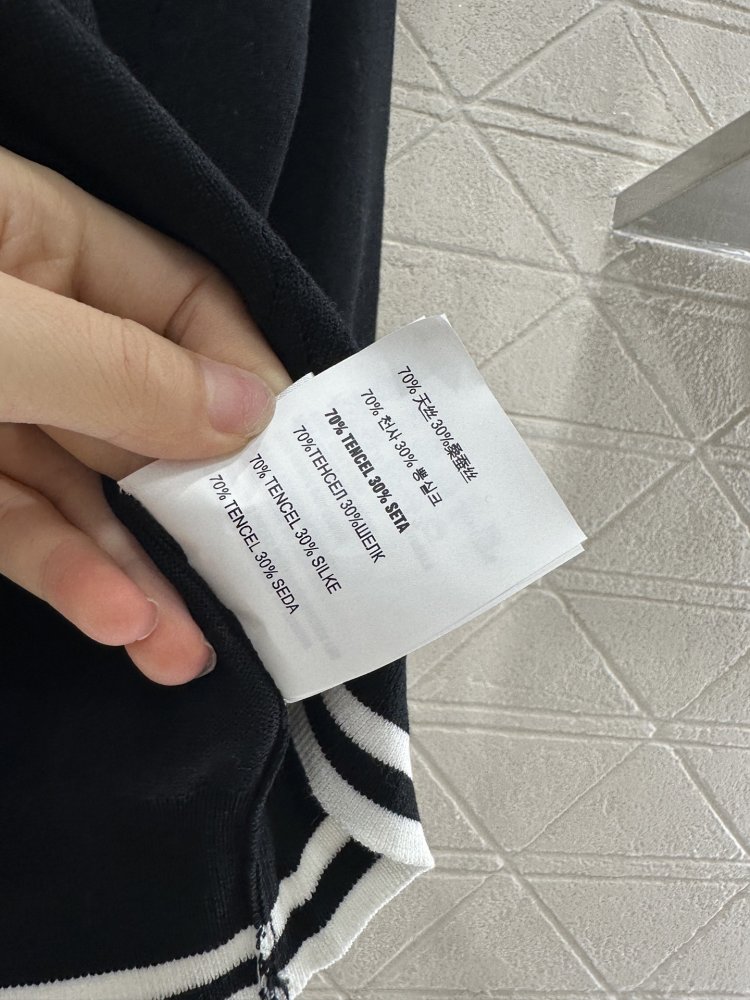 70% 天丝 30%桑蚕丝
70% 천사 30% 뽕실크
70% TENCEL 30% SETA
70%ТЕНСЕЛ 30%ШЕЛК
70% TENCEL 30% SILKE
70% TENCEL 30% SEDA